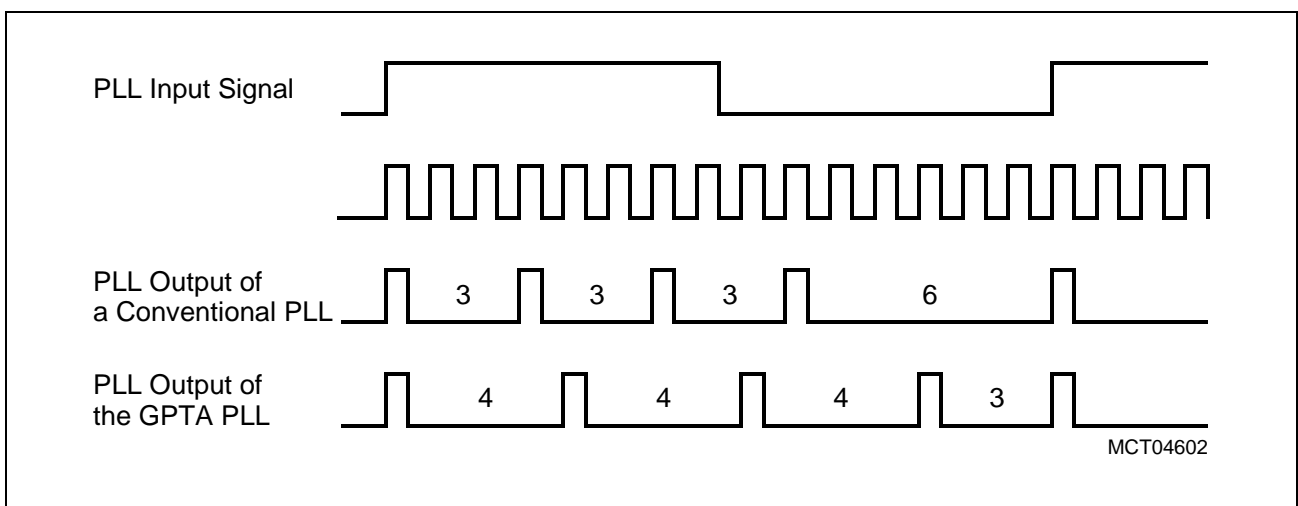 PLL Input Signal
PLL Output of
a Conventional PLL
3 3 3 6
PLL Output of
the GPTA PLL
4 4 4 3
MCT04602